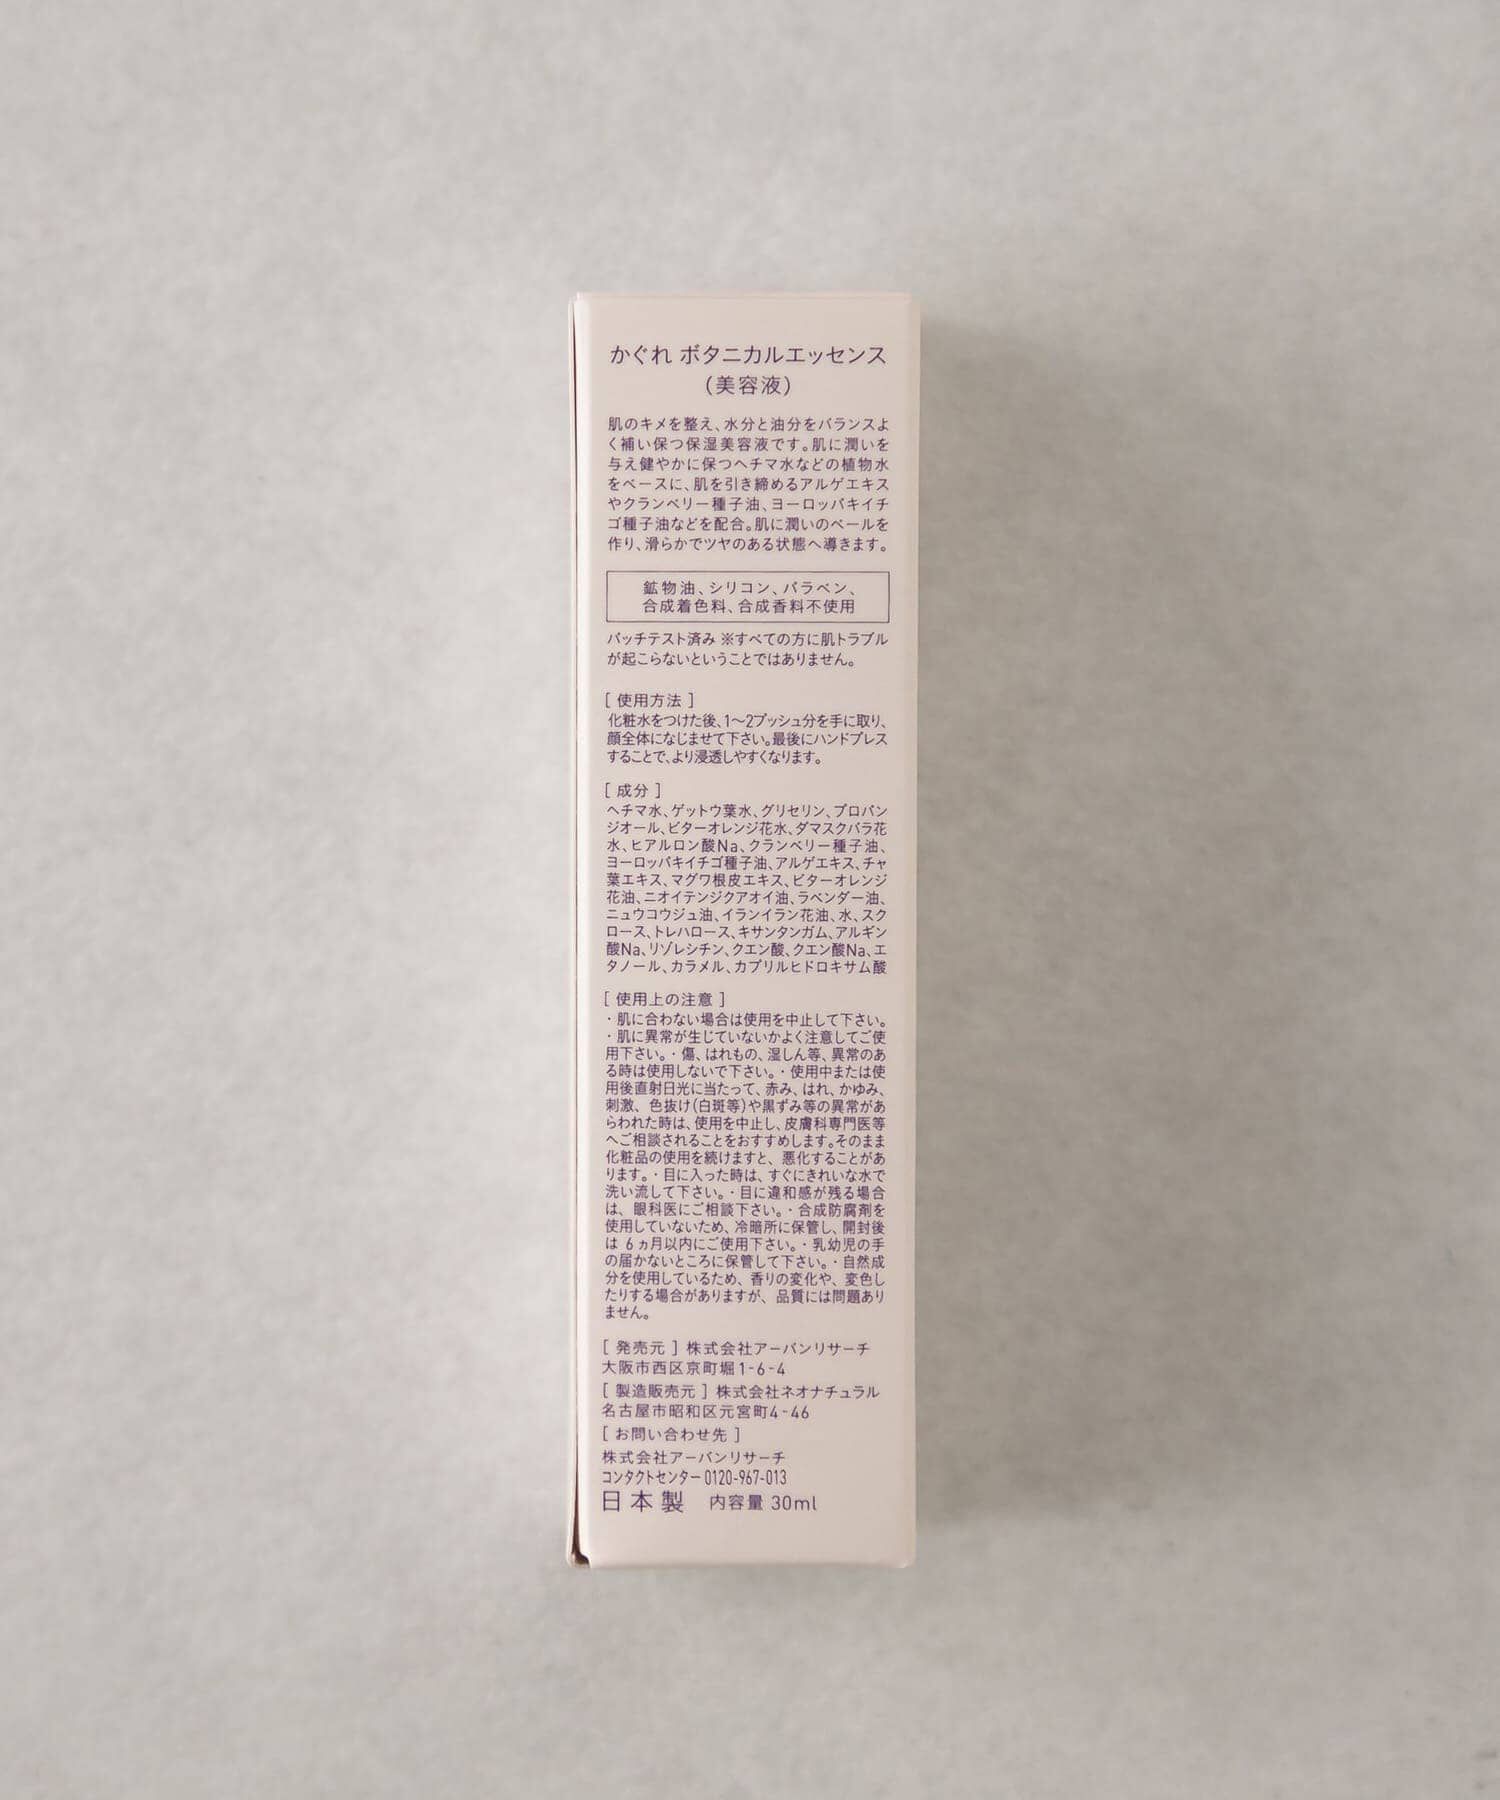 かぐれ ボタニカルエッセンス
(美容液)
肌のキメを整え、水分と油分をバランスよ
く補い保つ保湿美容液です。肌に潤いを
与え健やかに保つヘチマ水などの植物水
をベースに、肌を引き締めるアルゲエキス
やクランベリー種子油、ヨーロッパキイチ
ゴ種子油などを配合。肌に潤いのベールを
作り、滑らかでツヤのある状態へ導きます。
鉱物油、シリコン、パラベン、
合成着色料、合成香料不使用
パッチテスト済み ※すべての方に肌トラブル
が起こらないということではありません。
[ 使用方法 ]
化粧水をつけた後、1〜2プッシュ分を手に取り、
顔全体になじませて下さい。最後にハンドプレス
することで、より浸透しやすくなります。
[ 成分 ]
ヘチマ水、ゲットウ葉水、グリセリン、プロパン
ジオール、ビターオレンジ花水、ダマスクバラ花
水、ヒアルロン酸Na、クランベリー種子油、
ヨーロッパキイチゴ種子油、アルゲエキス、チャ
葉エキス、マグワ根皮エキス、ビターオレンジ
花油、ニオイテンジクアオイ油、ラベンダー油、
ニュウコウジュ油、イランイラン花油、水、スク
ロース、トレハロース、キサンタンガム、アルギン
酸Na、リゾレシチン、クエン酸、クエン酸Na、エ
タノール、カラメル、カプリルヒドロキサム酸
[ 使用上の注意 ]
・肌に合わない場合は使用を中止して下さい。
・肌に異常が生じていないかよく注意してご使
用下さい。・傷、はれもの、湿しん等、異常のあ
る時は使用しないで下さい。・使用中または使
用後直射日光に当たって、赤み、はれ、かゆみ、
刺激、色抜け(白斑等)や黒ずみ等の異常があ
らわれた時は、使用を中止し、皮膚科専門医等
へご相談されることをおすすめします。そのまま
化粧品の使用を続けますと、悪化することがあ
ります。・目に入った時は、すぐにきれいな水で
洗い流して下さい。・目に違和感が残る場合
は、眼科医にご相談下さい。・合成防腐剤を
使用していないため、冷暗所に保管し、開封後
は 6ヵ月以内にご使用下さい。・乳幼児の手
の届かないところに保管して下さい。・自然成
分を使用しているため、香りの変化や、変色し
たりする場合がありますが、品質には問題あり
ません。
[ 発売元 ] 株式会社アーバンリサーチ
大阪市西区京町堀1-6-4
[ 製造販売元 ] 株式会社ネオナチュラル
名古屋市昭和区元宮町4-46
[ お問い合わせ先 ]
株式会社アーバンリサーチ
コンタクトセンター 0120-967-013
日本製 内容量 30ml